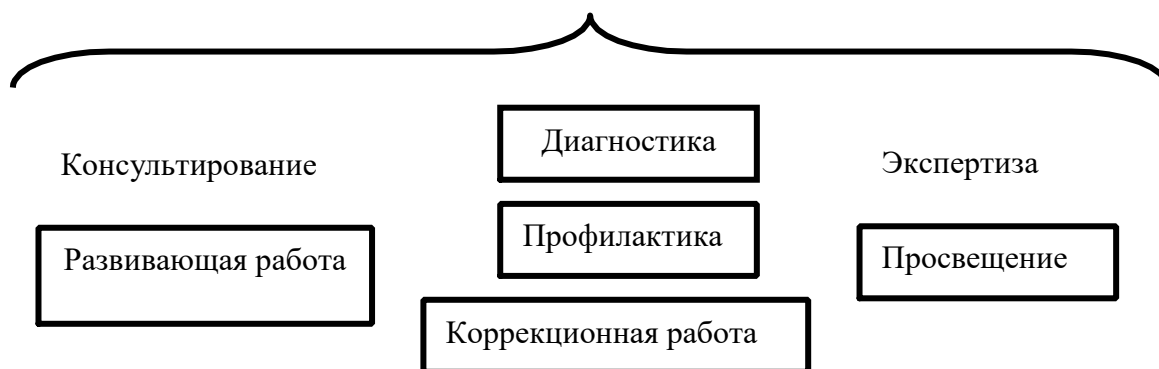 Диагностика
Консультирование
Экспертиза
Профилактика
Развивающая работа
Просвещение
Коррекционная работа